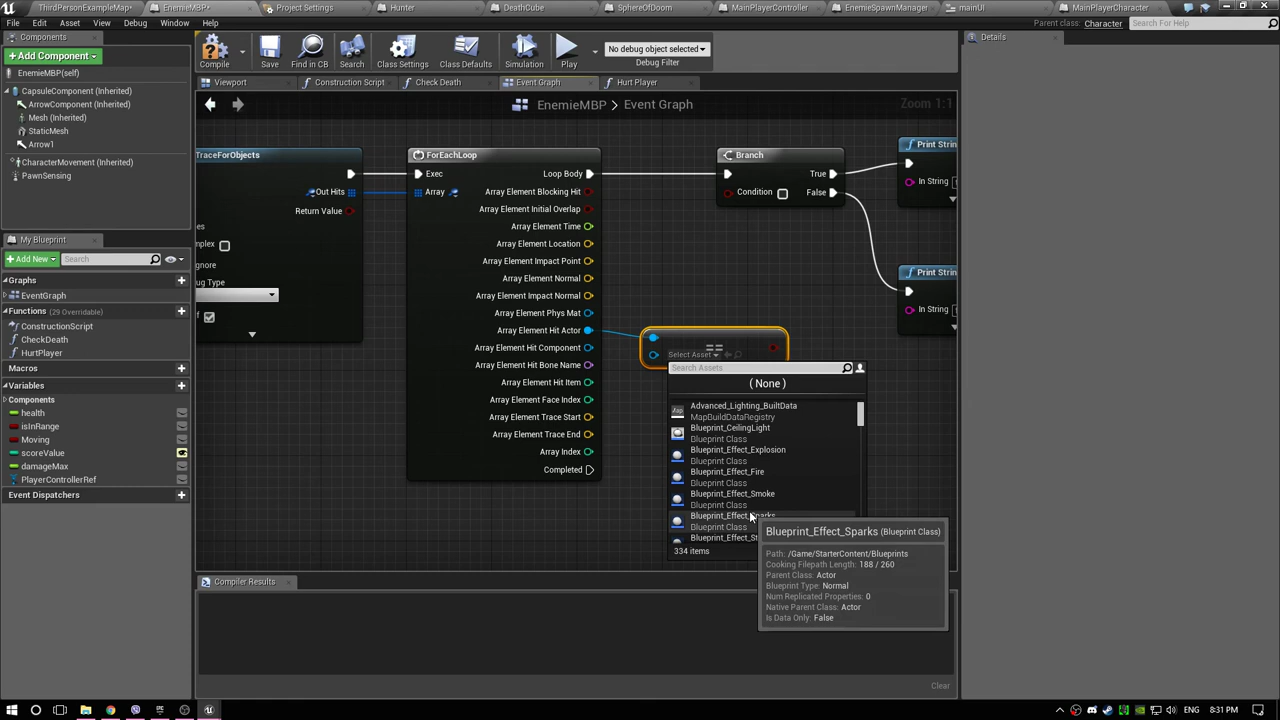 ThirdPersonExampleMap*
EnemieMBP*
Project Settings
Hunter
DeathCube
SphereOfDoom
MainPlayerController
EnemieSpawnManager
mainUI
MainPlayerCharacter
File
Edit
Asset
View
Debug
Window
Help
Parent class: Character
Search For Help
Components
Add Component
EnemieMBP(self)
CapsuleComponent (Inherited)
ArrowComponent (Inherited)
Mesh (Inherited)
StaticMesh
Arrow1
CharacterMovement (Inherited)
PawnSensing
My Blueprint
Add New
Search
Graphs
EventGraph
Functions (29 Overridable)
ConstructionScript
CheckDeath
HurtPlayer
Macros
Variables
Components
health
isInRange
Moving
scoreValue
damageMax
PlayerControllerRef
Event Dispatchers
Compile
Save
Find in CB
Search
Class Settings
Class Defaults
Simulation
Play
No debug object selected
Debug Filter
Viewport
Construction Script
Check Death
Event Graph
Hurt Player
EnemieMBP > Event Graph
Zoom 1:1
TraceForObjects
Out Hits
Return Value
ForEachLoop
Exec
Loop Body
Array
Array Element Blocking Hit
Array Element Initial Overlap
Array Element Time
Array Element Location
Array Element Impact Point
Array Element Normal
Array Element Impact Normal
Array Element Phys Mat
Array Element Hit Actor
Array Element Hit Component
Array Element Hit Bone Name
Array Element Hit Item
Array Element Face Index
Array Element Trace Start
Array Element Trace End
Array Index
Completed
Branch
Condition
True
False
Print Strin
In String
Print Strin
In String
==
Select Asset
Search Assets
( None )
Advanced_Lighting_BuiltData
MapBuildDataRegistry
Blueprint_CeilingLight
Blueprint Class
Blueprint_Effect_Explosion
Blueprint Class
Blueprint_Effect_Fire
Blueprint Class
Blueprint_Effect_Smoke
Blueprint Class
Blueprint_Effect_Sparks
Blueprint Class
Blueprint_Effect_St
334 items
Blueprint_Effect_Sparks (Blueprint Class)
Path: /Game/StarterContent/Blueprints
Cooking Filepath Length: 188 / 260
Parent Class: Actor
Blueprint Type: Normal
Num Replicated Properties: 0
Native Parent Class: Actor
Is Data Only: False
Compiler Results
Clear
Details
ENG
8:31 PM